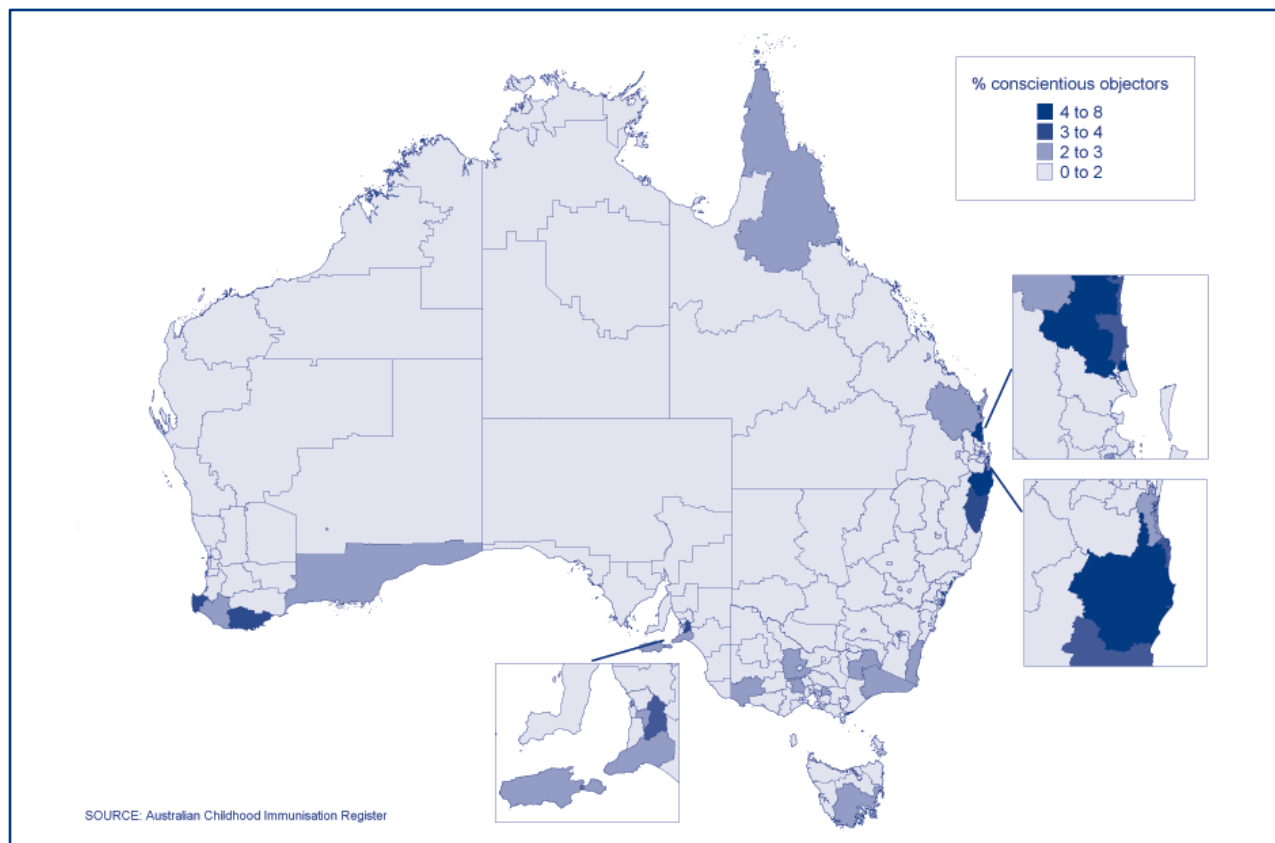 % conscientious objectors
4 to 8
3 to 4
2 to 3
0 to 2
SOURCE: Australian Childhood Immunisation Register